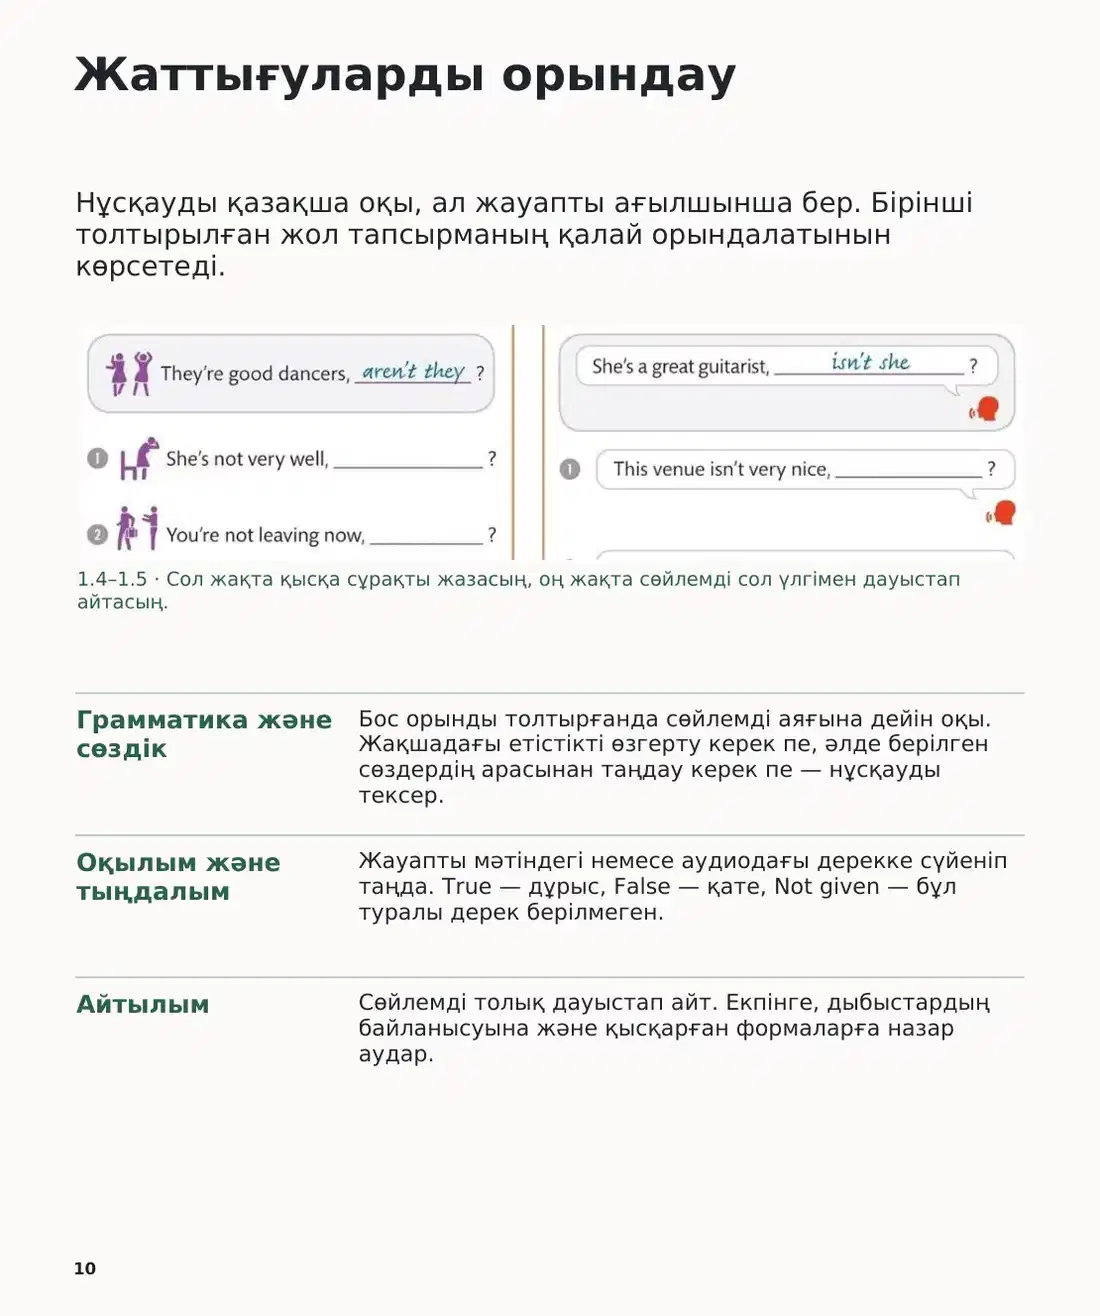 Жаттығуларды орындау
Нұсқауды қазақша оқы, ал жауапты ағылшынша бер. Бірінші
толтырылған жол тапсырманың қалай орындалатынын
көрсетеді.
They're good dancers, aren't they ?
1 She's not very well, ______ ?
2 You're not leaving now, ______ ?
She's a great guitarist, isn't she ?
1 This venue isn't very nice, ______ ?
1.4–1.5 · Сол жақта қысқа сұрақты жазасың, оң жақта сөйлемді сол үлгімен дауыстап
айтасың.
Грамматика және
сөздік
Бос орынды толтырғанда сөйлемді аяғына дейін оқы.
Жақшадағы етістікті өзгерту керек пе, әлде берілген
сөздердің арасынан таңдау керек пе — нұсқауды
тексер.
Оқылым және
тыңдалым
Жауапты мәтіндегі немесе аудиодағы дерекке сүйеніп
таңда. True — дұрыс, False — қате, Not given — бұл
туралы дерек берілмеген.
Айтылым
Сөйлемді толық дауыстап айт. Екпінге, дыбыстардың
байланысуына және қысқарған формаларға назар
аудар.
10